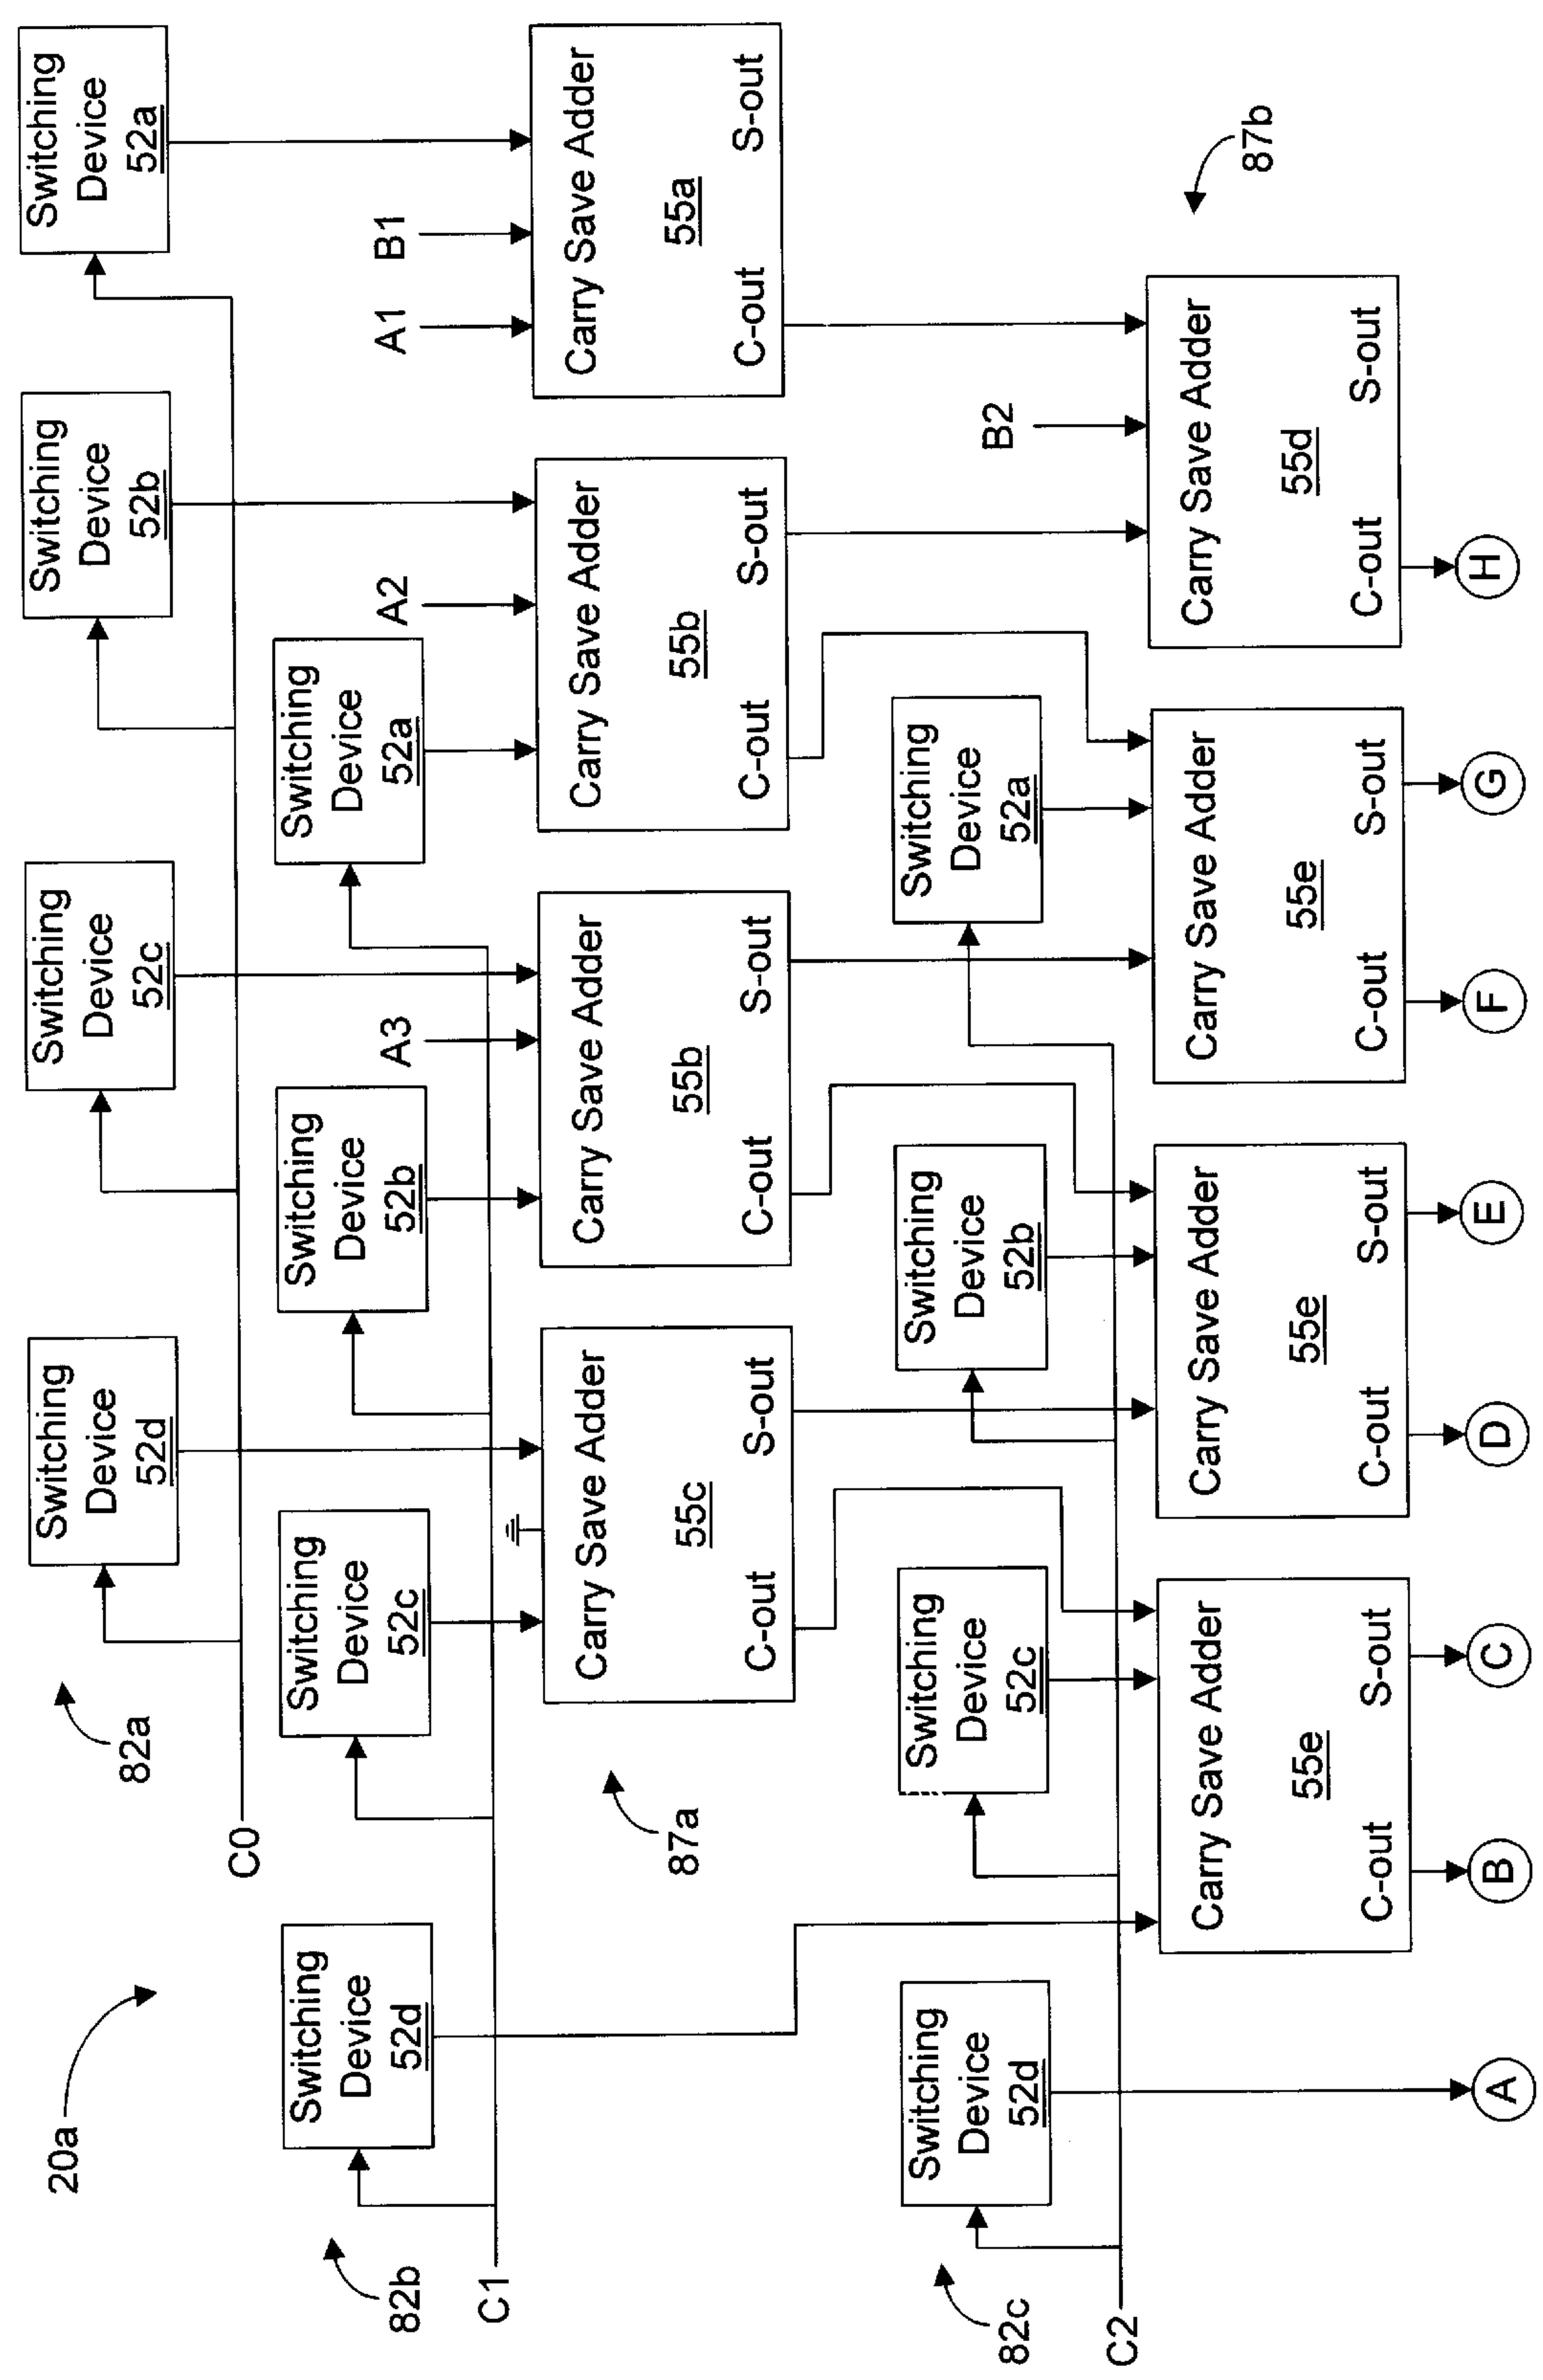 20a
82a
Switching
Device
52d
Switching
Device
52c
Switching
Device
52b
Switching
Device
52a
C0
82b
Switching
Device
52d
Switching
Device
52c
Switching
Device
52b
A3
Switching
Device
52a
A2
A1
B1
C1
87a
Carry Save Adder
55c
C-out S-out
Carry Save Adder
55b
C-out S-out
Carry Save Adder
55b
C-out S-out
Carry Save Adder
55a
C-out S-out
82c
Switching
Device
52d
Switching
Device
52c
Switching
Device
52b
Switching
Device
52a
B2
C2
87b
Carry Save Adder
55e
C-out S-out
Carry Save Adder
55e
C-out S-out
Carry Save Adder
55e
C-out S-out
Carry Save Adder
55d
C-out S-out
A
B
C
D
E
F
G
H